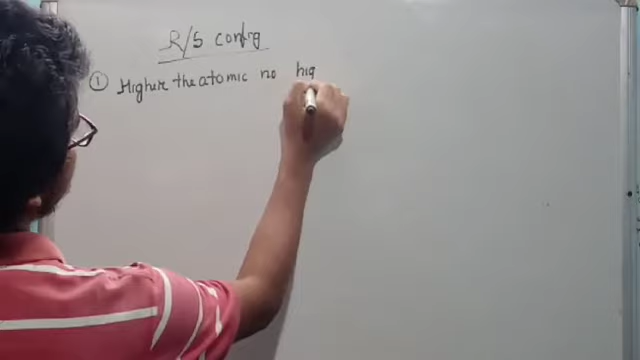 R/S config
① Higher the atomic no hig